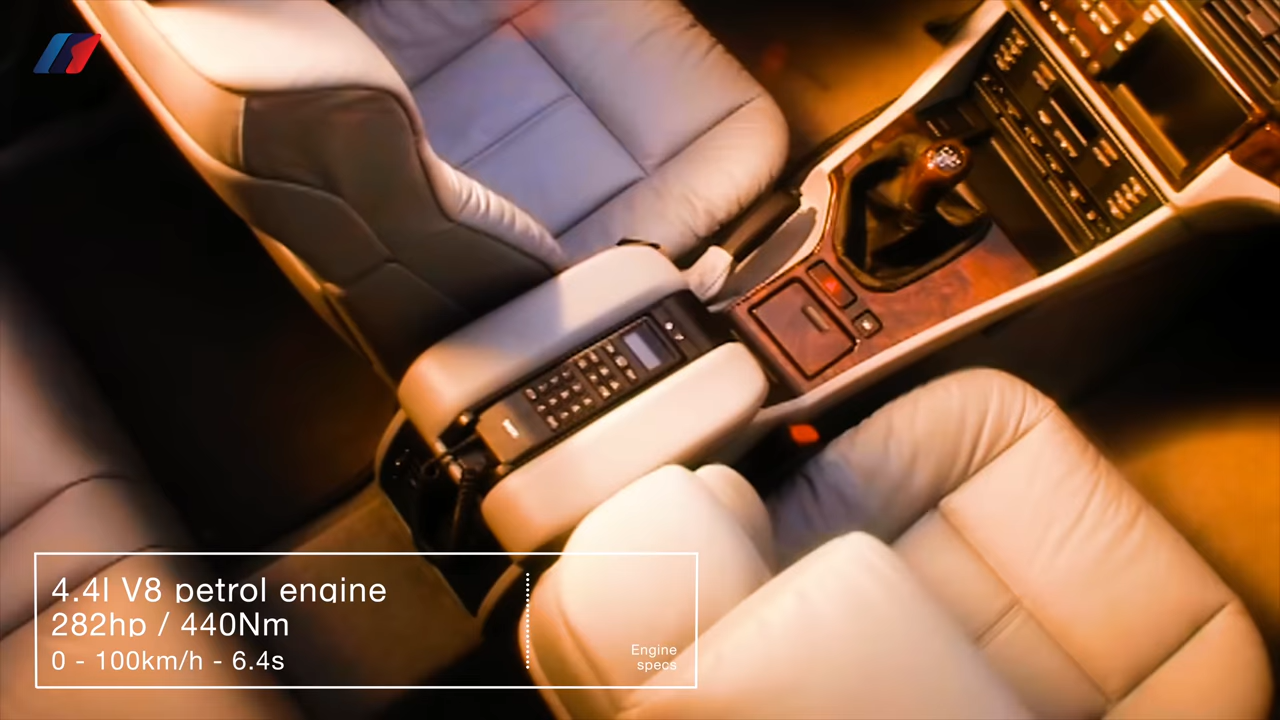 4.4l V8 petrol engine
282hp / 440Nm
0 - 100km/h - 6.4s
Engine
specs